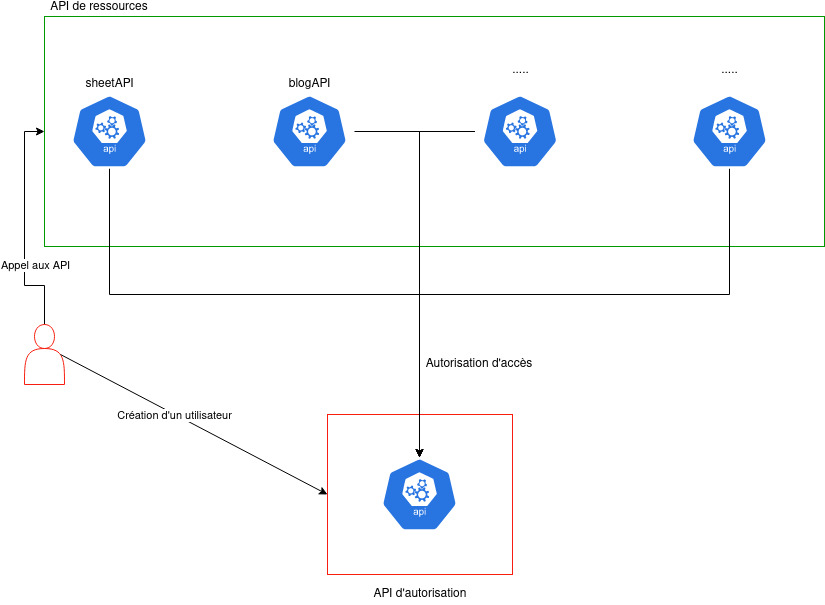 API de ressources
sheetAPI
blogAPI
.....
.....
api
api
api
api
Appel aux API
Autorisation d'accès
Création d'un utilisateur
api
API d'autorisation